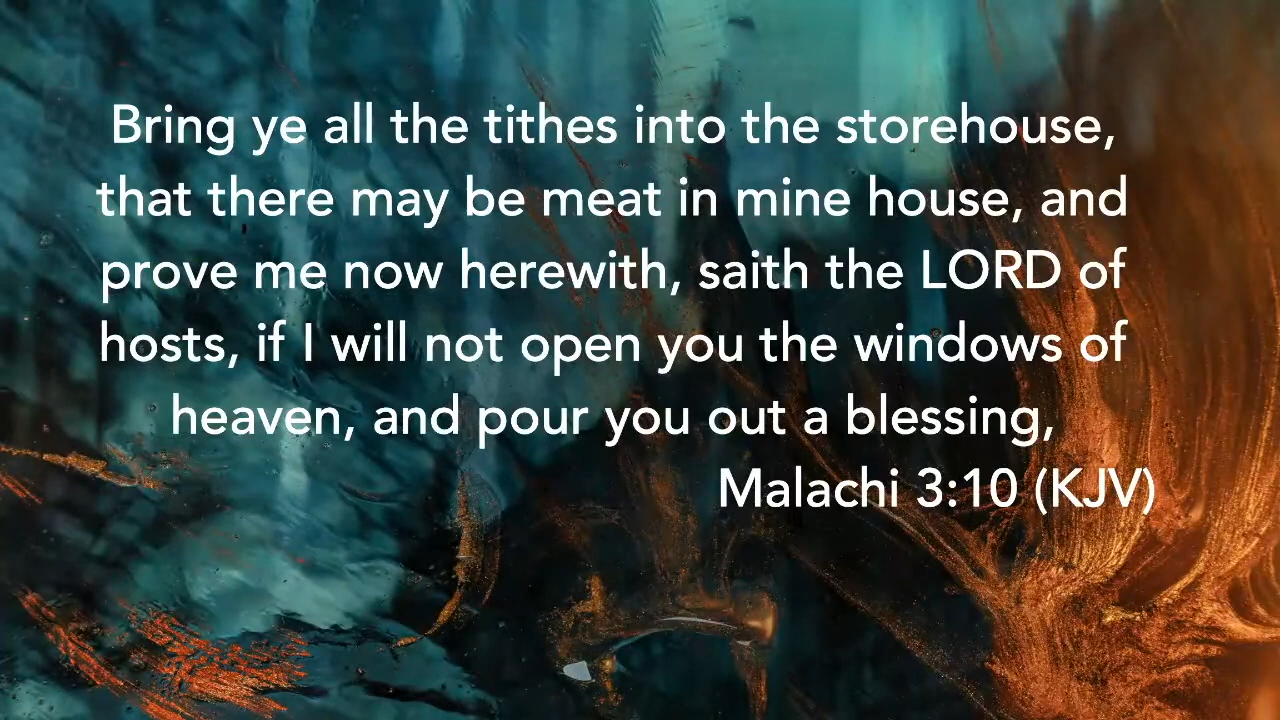 Bring ye all the tithes into the storehouse,
that there may be meat in mine house, and
prove me now herewith, saith the LORD of
hosts, if I will not open you the windows of
heaven, and pour you out a blessing,
Malachi 3:10 (KJV)